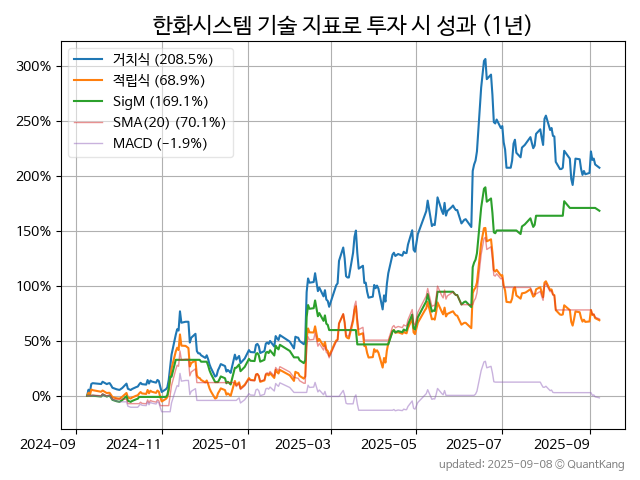 한화시스템 기술 지표로 투자 시 성과 (1년)
거치식 (208.5%)
적립식 (68.9%)
SigM (169.1%)
SMA(20) (70.1%)
MACD (−1.9%)
300%
250%
200%
150%
100%
50%
0%
2024−09 2024−11 2025−01 2025−03 2025−05 2025−07 2025−09
updated: 2025-09-08 © QuantKang